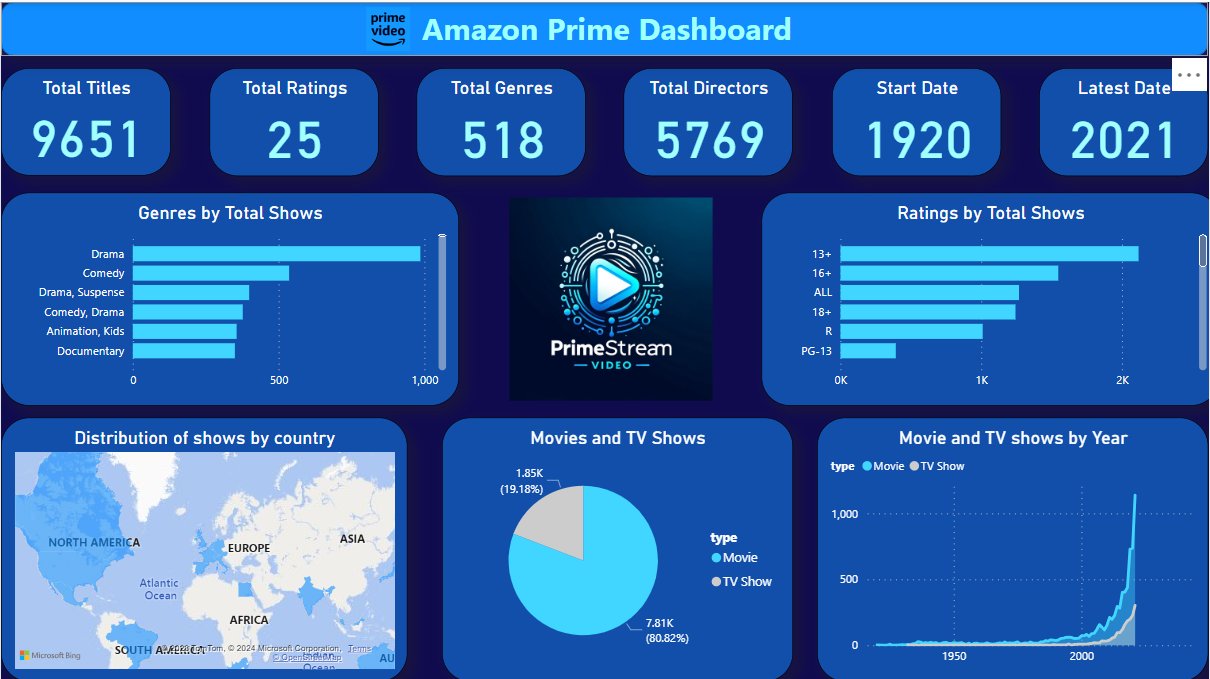 prime
video
Amazon Prime Dashboard
Total Titles
9651
Total Ratings
25
Total Genres
518
Total Directors
5769
Start Date
1920
Latest Date
2021
Genres by Total Shows
Drama
Comedy
Drama, Suspense
Comedy, Drama
Animation, Kids
Documentary
0 500 1,000
PrimeStream
VIDEO
Ratings by Total Shows
13+
16+
ALL
18+
R
PG-13
0K 1K 2K
Distribution of shows by country
NORTH AMERICA
EUROPE
ASIA
Atlantic
Ocean
AFRICA
SOUTH AMERICA
AU
Indian
Ocean
Microsoft Bing
TomTom, © 2024 Microsoft Corporation, Terms
© OpenStreetMap
Movies and TV Shows
1.85K
(19.18%)
type
Movie
TV Show
7.81K
(80.82%)
Movie and TV shows by Year
type Movie TV Show
1,000
500
0
1950 2000